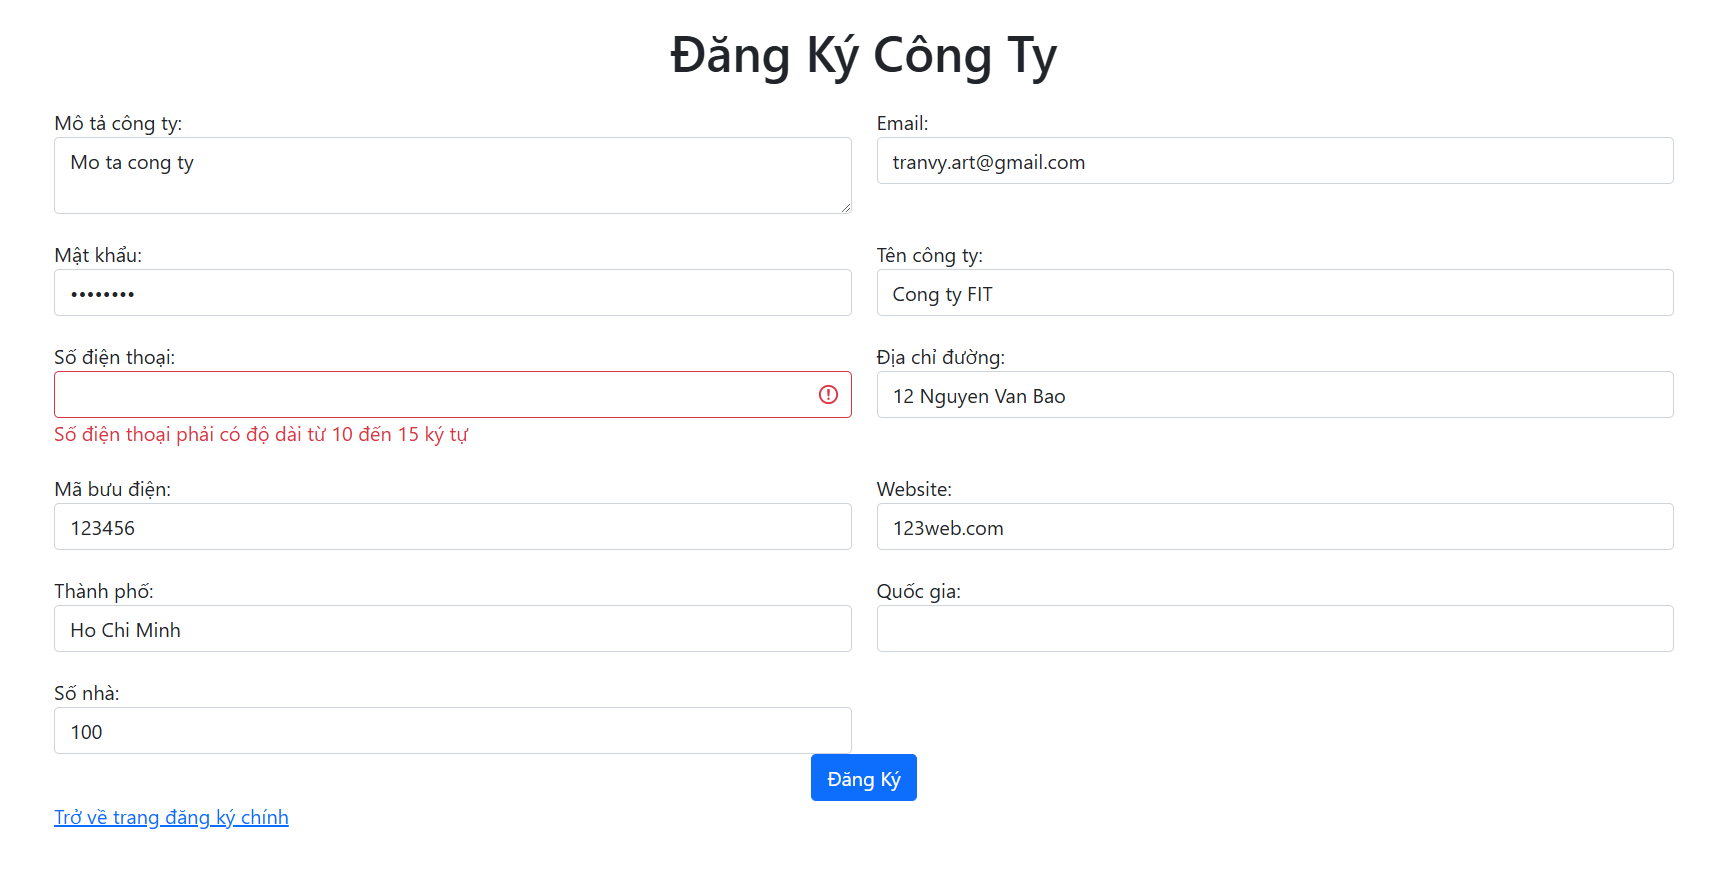 Đăng Ký Công Ty
Mô tả công ty:
Mo ta cong ty
Email:
tranvy.art@gmail.com
Mật khẩu:
••••••••
Tên công ty:
Cong ty FIT
Số điện thoại:
Số điện thoại phải có độ dài từ 10 đến 15 ký tự
Địa chỉ đường:
12 Nguyen Van Bao
Mã bưu điện:
123456
Website:
123web.com
Thành phố:
Ho Chi Minh
Quốc gia:
Số nhà:
100
Đăng Ký
Trở về trang đăng ký chính